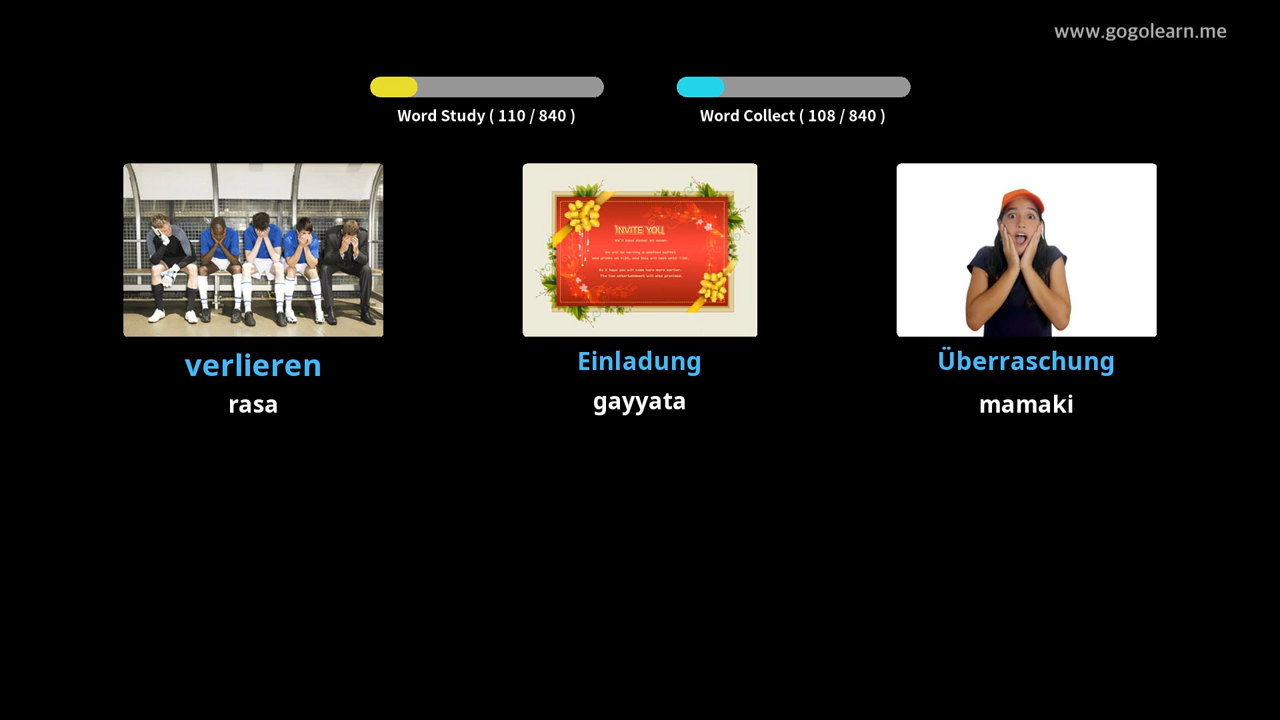 www.gogolearn.me
Word Study ( 110 / 840 )
Word Collect ( 108 / 840 )
INVITE YOU
verlieren
Einladung
Überraschung
rasa
gayyata
mamaki